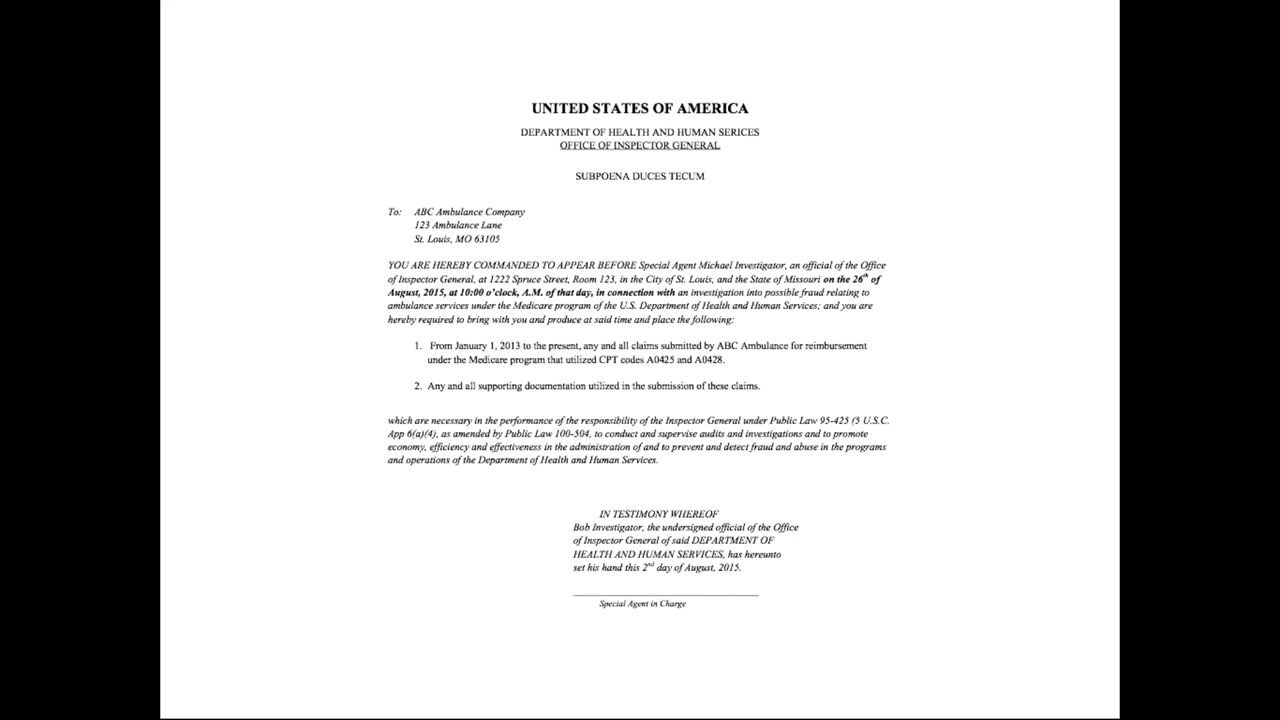 UNITED STATES OF AMERICA
DEPARTMENT OF HEALTH AND HUMAN SERICES
OFFICE OF INSPECTOR GENERAL
SUBPOENA DUCES TECUM
To: ABC Ambulance Company
123 Ambulance Lane
St. Louis, MO 63105
YOU ARE HEREBY COMMANDED TO APPEAR BEFORE Special Agent Michael Investigator, an official of the Office
of Inspector General, at 1222 Spruce Street, Room 123, in the City of St. Louis, and the State of Missouri on the 26th of
August, 2015, at 10:00 o'clock, A.M. of that day, in connection with an investigation into possible fraud relating to
ambulance services under the Medicare program of the U.S. Department of Health and Human Services; and you are
hereby required to bring with you and produce at said time and place the following:
1. From January 1, 2013 to the present, any and all claims submitted by ABC Ambulance for reimbursement
under the Medicare program that utilized CPT codes A0425 and A0428.
2. Any and all supporting documentation utilized in the submission of these claims.
which are necessary in the performance of the responsibility of the Inspector General under Public Law 95-425 (5 U.S.C.
App 6(a)(4), as amended by Public Law 100-504, to conduct and supervise audits and investigations and to promote
economy, efficiency and effectiveness in the administration of and to prevent and detect fraud and abuse in the programs
and operations of the Department of Health and Human Services.
IN TESTIMONY WHEREOF
Bob Investigator, the undersigned official of the Office
of Inspector General of said DEPARTMENT OF
HEALTH AND HUMAN SERVICES, has hereunto
set his hand this 2nd day of August, 2015.
Special Agent in Charge